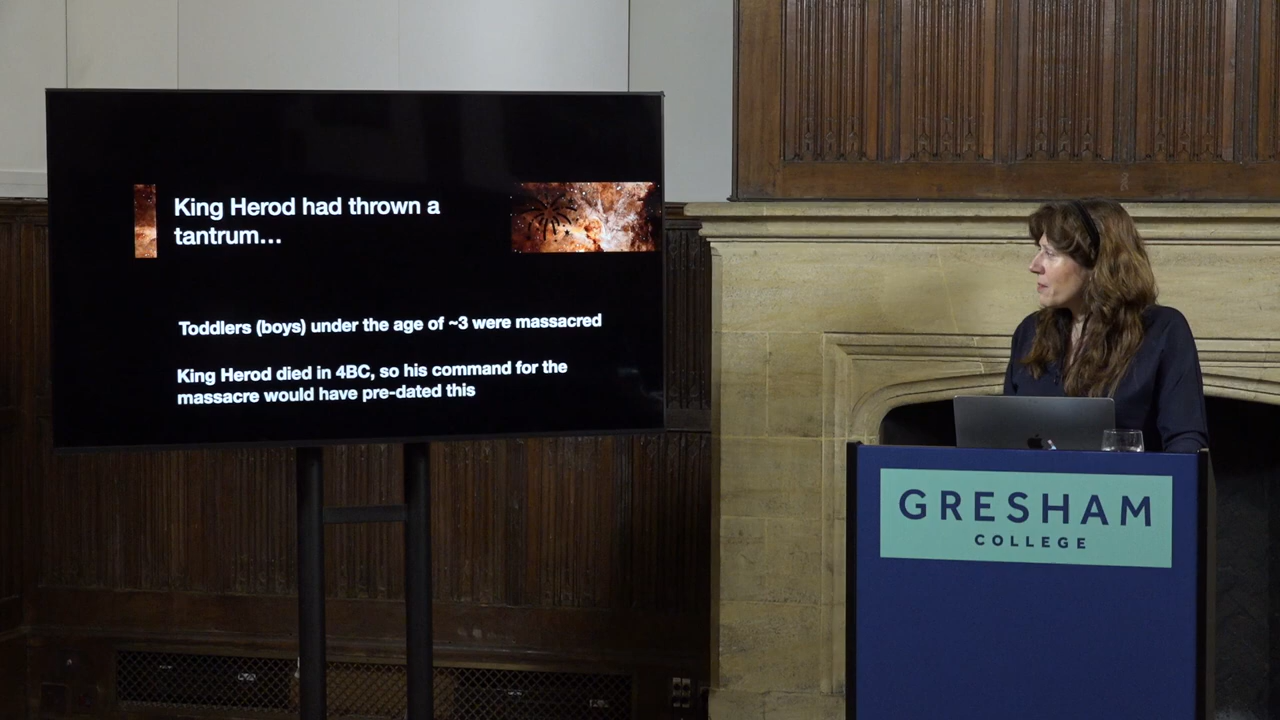 King Herod had thrown a
tantrum...
Toddlers (boys) under the age of ~3 were massacred
King Herod died in 4BC, so his command for the
massacre would have pre-dated this
GRESHAM
COLLEGE